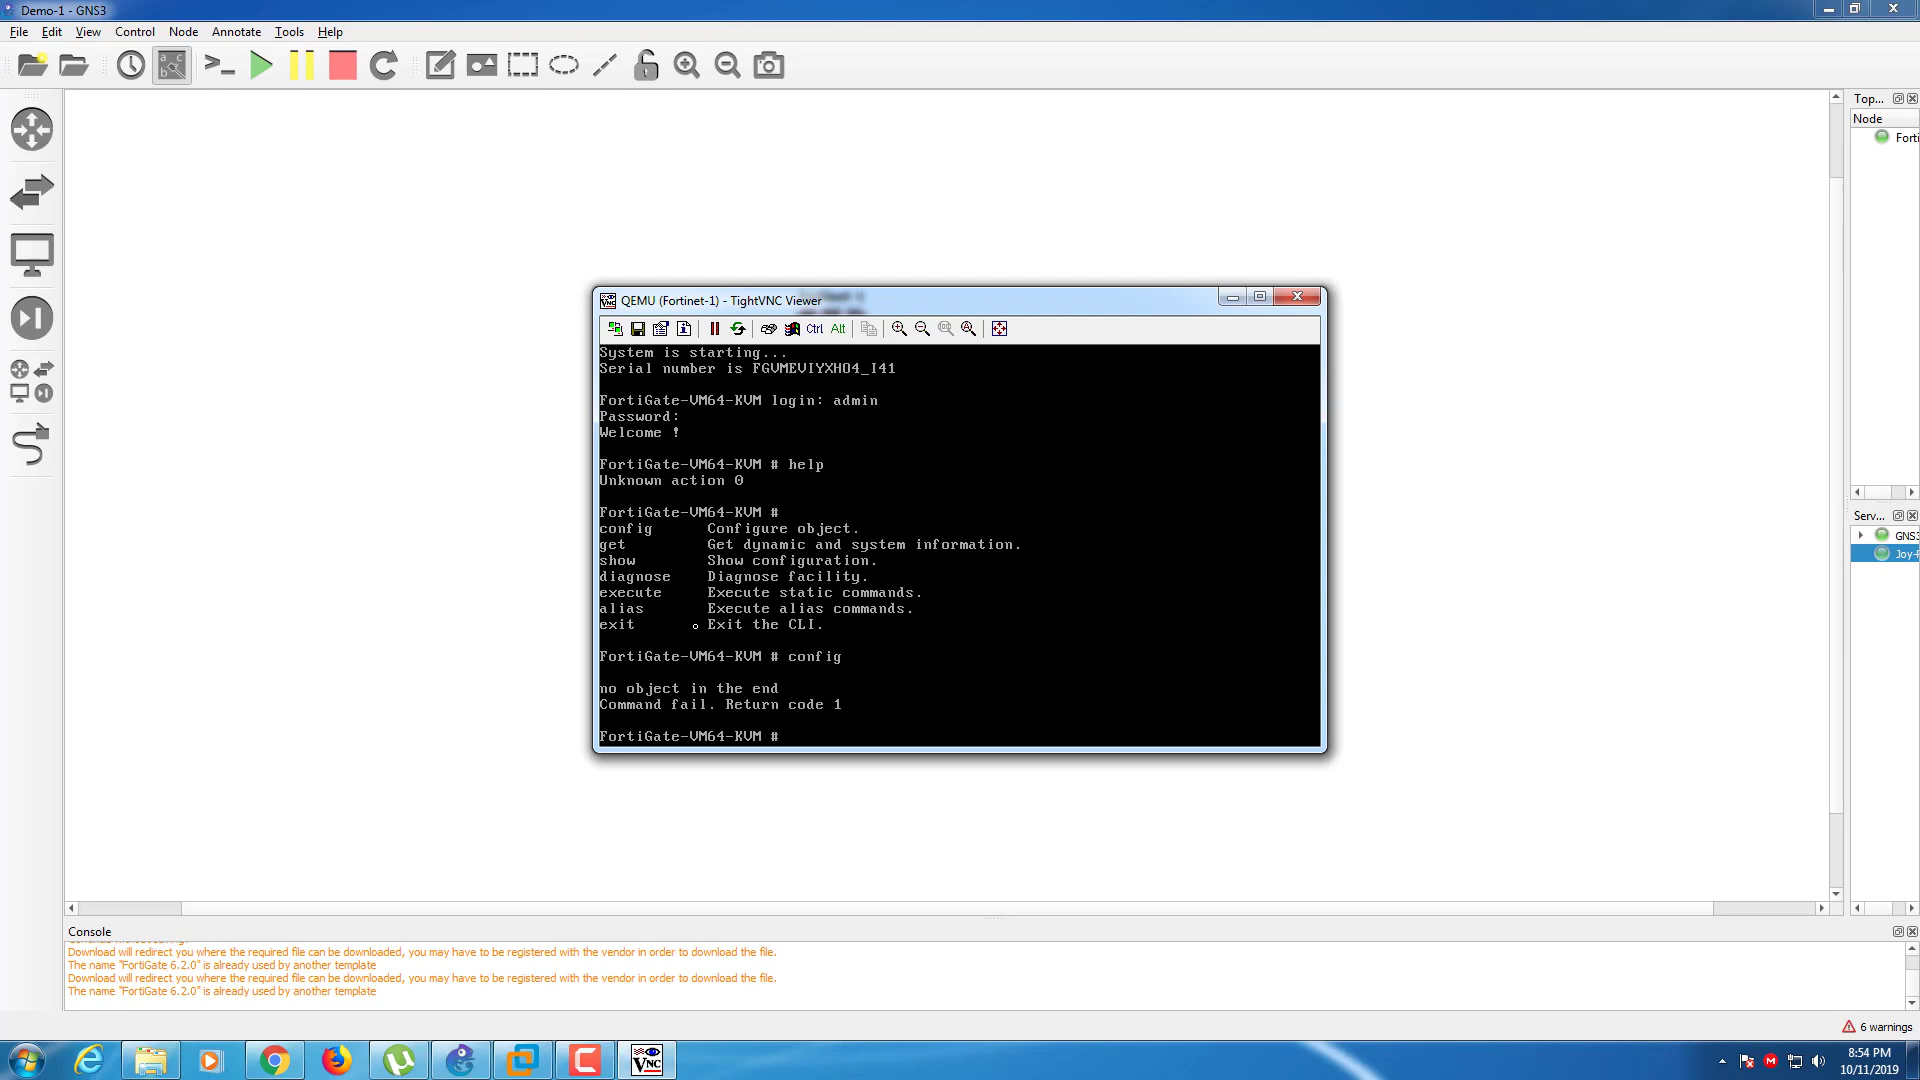 Demo-1 - GNS3
File Edit View Control Node Annotate Tools Help
Top...
Node
Forti
QEMU (Fortinet-1) - TightVNC Viewer
Ctrl Alt
System is starting...
Serial number is FGVMEVIYXHO4_I41
FortiGate-VM64-KVM login: admin
Password:
Welcome !
FortiGate-VM64-KVM # help
Unknown action 0
FortiGate-VM64-KVM #
config Configure object.
get Get dynamic and system information.
show Show configuration.
diagnose Diagnose facility.
execute Execute static commands.
alias Execute alias commands.
exit Exit the CLI.
FortiGate-VM64-KVM # config
no object in the end
Command fail. Return code 1
FortiGate-VM64-KVM #
Serv...
GNS3
Joy-
Console
Download will redirect you where the required file can be downloaded, you may have to be registered with the vendor in order to download the file.
The name "FortiGate 6.2.0" is already used by another template
Download will redirect you where the required file can be downloaded, you may have to be registered with the vendor in order to download the file.
The name "FortiGate 6.2.0" is already used by another template
6 warnings
8:54 PM
10/11/2019